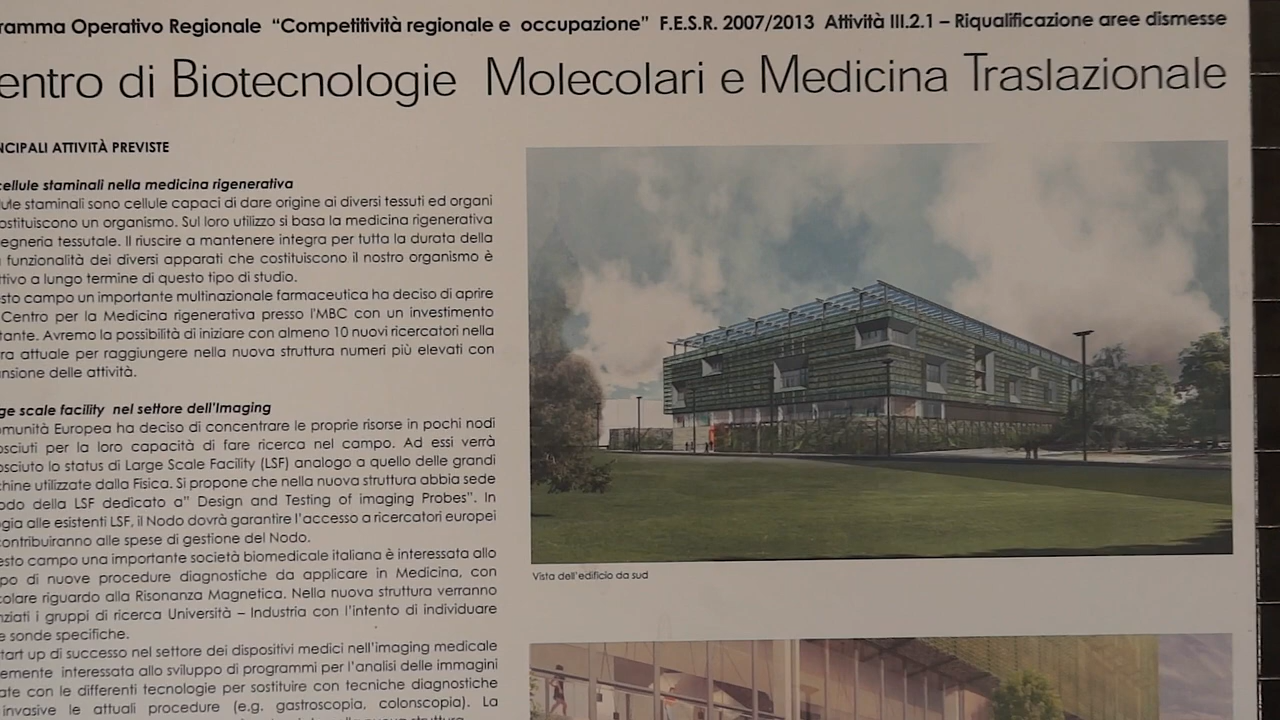 ramma Operativo Regionale “Competitività regionale e occupazione” F.E.S.R. 2007/2013 Attività III.2.1 – Riqualificazione aree dismesse
entro di Biotecnologie Molecolari e Medicina Traslazionale
NCIPALI ATTIVITÀ PREVISTE
cellule staminali nella medicina rigenerativa
lule staminali sono cellule capaci di dare origine ai diversi tessuti ed organi
ostituiscono un organismo. Sul loro utilizzo si basa la medicina rigenerativa
egneria tessutale. Il riuscire a mantenere integra per tutta la durata della
funzionalità dei diversi apparati che costituiscono il nostro organismo è
ttivo a lungo termine di questo tipo di studio.
sto campo un importante multinazionale farmaceutica ha deciso di aprire
Centro per la Medicina rigenerativa presso l'MBC con un investimento
tante. Avremo la possibilità di iniziare con almeno 10 nuovi ricercatori nella
ra attuale per raggiungere nella nuova struttura numeri più elevati con
nsione delle attività.
ge scale facility nel settore dell'Imaging
omunità Europea ha deciso di concentrare le proprie risorse in pochi nodi
osciuti per la loro capacità di fare ricerca nel campo. Ad essi verrà
osciuto lo status di Large Scale Facility (LSF) analogo a quello delle grandi
chine utilizzate dalla Fisica. Si propone che nella nuova struttura abbia sede
odo della LSF dedicato a" Design and Testing of imaging Probes". In
ogia alle esistenti LSF, il Nodo dovrà garantire l'accesso a ricercatori europei
contribuiranno alle spese di gestione del Nodo.
esto campo una importante società biomedicale italiana è interessata allo
po di nuove procedure diagnostiche da applicare in Medicina, con
colare riguardo alla Risonanza Magnetica. Nella nuova struttura verranno
nziati i gruppi di ricerca Università – Industria con l'intento di individuare
e sonde specifiche.
tart up di successo nel settore dei dispositivi medici nell'imaging medicale
emente interessata allo sviluppo di programmi per l'analisi delle immagini
ate con le differenti tecnologie per sostituire con tecniche diagnostiche
invasive le attuali procedure (e.g. gastroscopia, colonscopia). La
Vista dell'edificio da sud